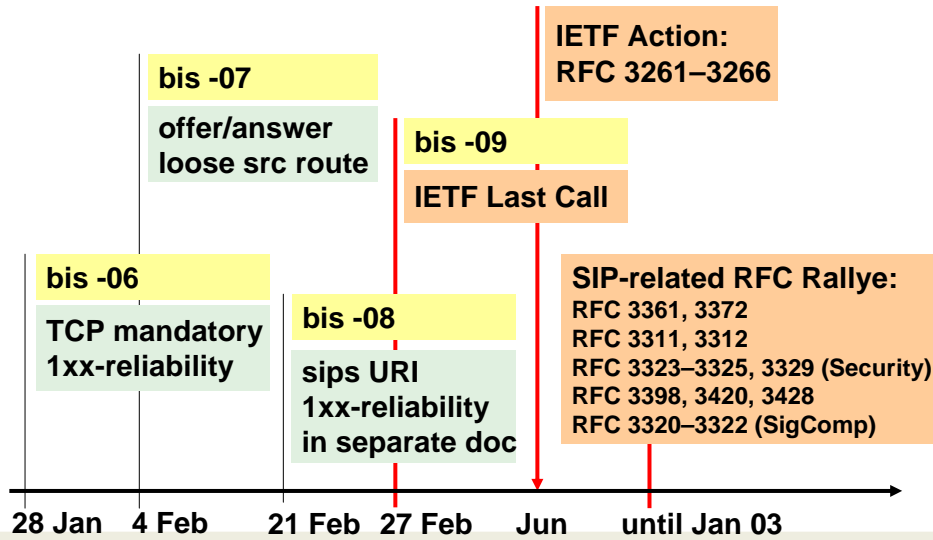 IETF Action:
RFC 3261–3266
bis -07
offer/answer
loose src route
bis -09
IETF Last Call
bis -06
TCP mandatory
1xx-reliability
bis -08
sips URI
1xx-reliability
in separate doc
SIP-related RFC Rallye:
RFC 3361, 3372
RFC 3311, 3312
RFC 3323–3325, 3329 (Security)
RFC 3398, 3420, 3428
RFC 3320–3322 (SigComp)
28 Jan 4 Feb 21 Feb 27 Feb Jun until Jan 03